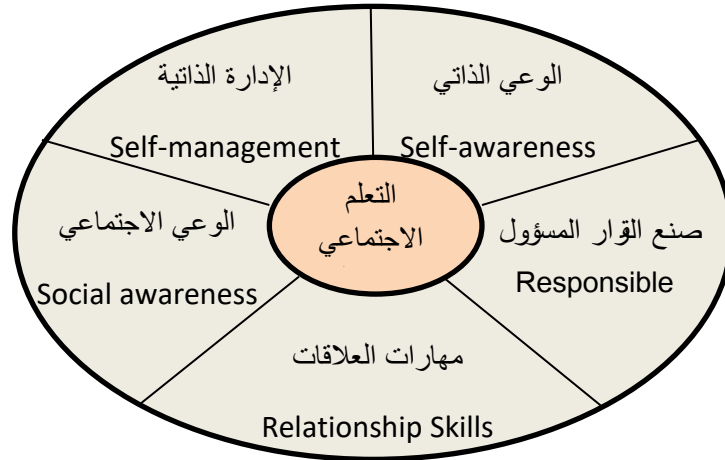 الوعي الذاتي
Self-awareness
الإدارة الذاتية
Self-management
التعلم
الاجتماعي
صنع القرار المسؤول
Responsible
الوعي الاجتماعي
Social awareness
مهارات العلاقات
Relationship Skills